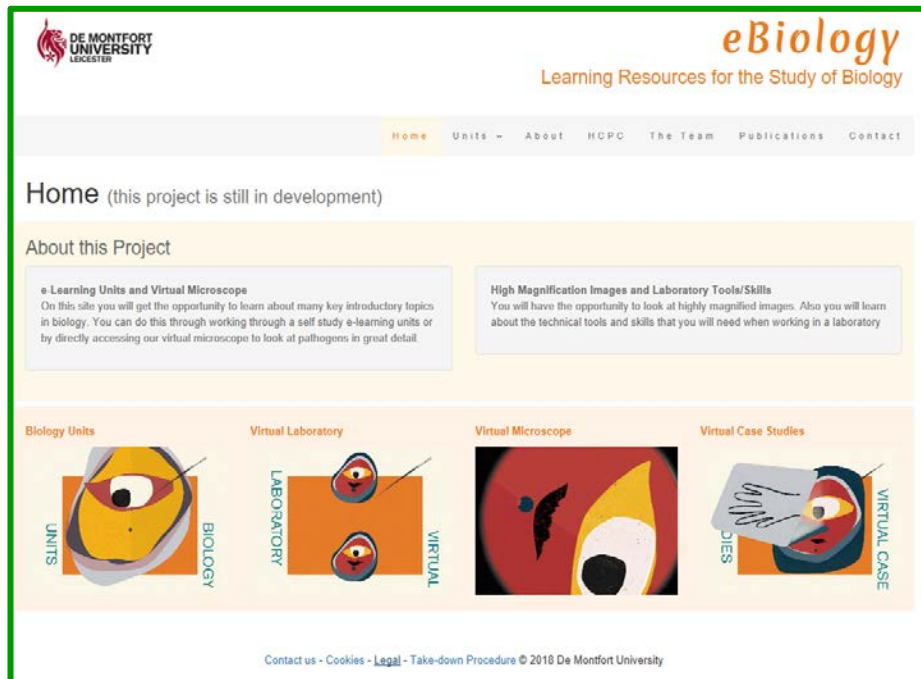 DE MONTFORT
UNIVERSITY
LEICESTER
eBiology
Learning Resources for the Study of Biology
Home Units About HCPC The Team Publications Contact
Home (this project is still in development)
About this Project
e-Learning Units and Virtual Microscope
On this site you will get the opportunity to learn about many key introductory topics
in biology. You can do this through working through a self study e-learning units or
by directly accessing our virtual microscope to look at pathogens in great detail
High Magnification Images and Laboratory Tools/Skills
You will have the opportunity to look at highly magnified images. Also you will learn
about the technical tools and skills that you will need when working in a laboratory
Biology Units
Virtual Laboratory
Virtual Microscope
Virtual Case Studies
UNITS
BIOLOGY
LABORATORY
VIRTUAL
DIES
VIRTUAL CASE
Contact us - Cookies - Legal - Take-down Procedure © 2018 De Montfort University